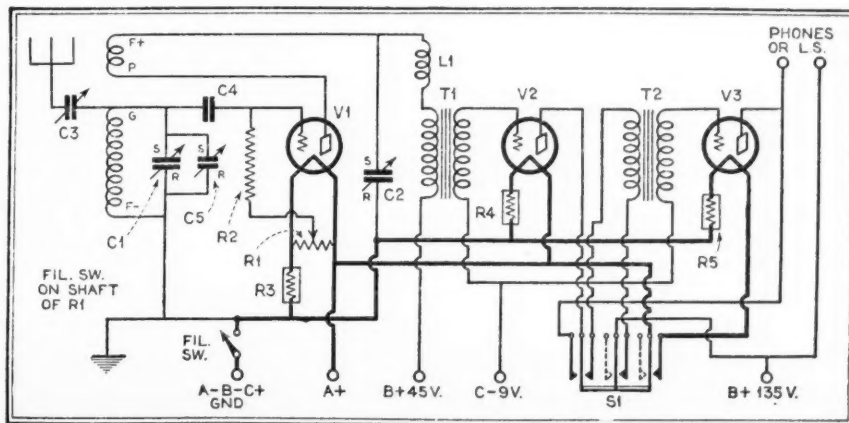 PHONES
OR L.S.
F+
P
L1
C4
V1
T1
V2
T2
V3
C3
G
S
R
S
R
S
R
C2
F-
C1
C5
R2
R1
R3
R4
R5
FIL. SW.
ON SHAFT
OF R1
FIL.
SW.
A-B-C+
GND
A+
B+45V.
C-9V.
S1
B+135V.